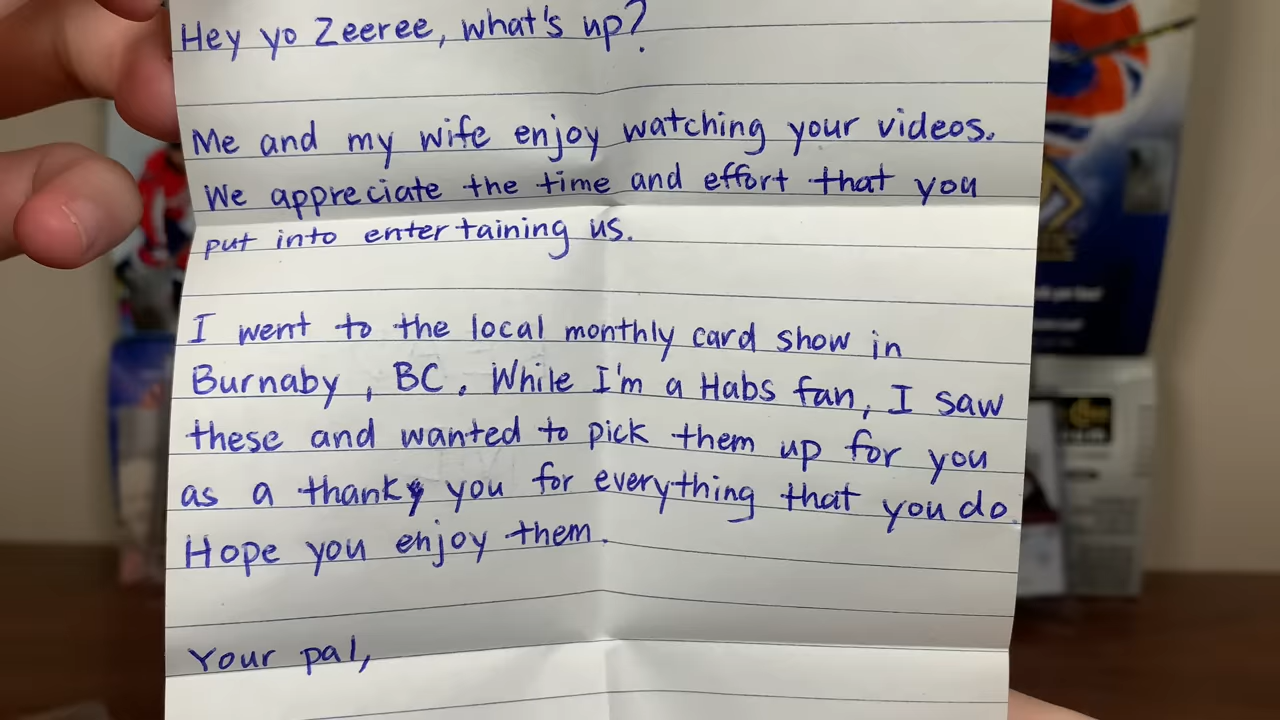 Hey yo Zeeree, what's up?
Me and my wife enjoy watching your videos.
We appreciate the time and effort that you
put into entertaining us.
I went to the local monthly card show in
Burnaby, BC. While I'm a Habs fan, I saw
these and wanted to pick them up for you
as a thank you for everything that you do.
Hope you enjoy them.
Your pal,